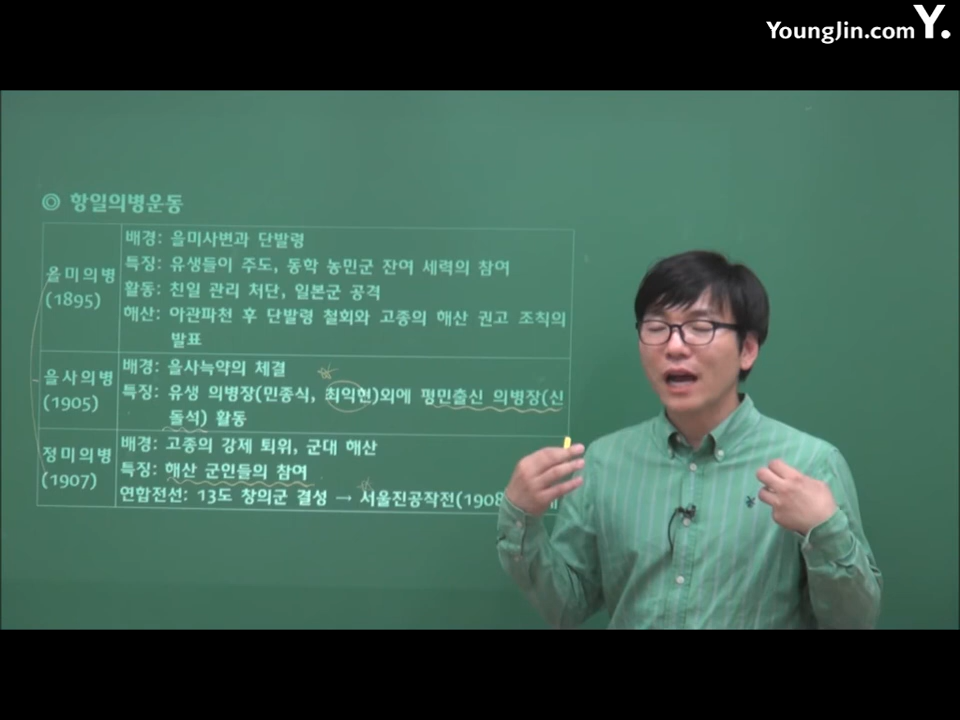 YoungJin.com Y.
◎ 항일의병운동
을미의병
(1895)
배경: 을미사변과 단발령
특징: 유생들이 주도, 동학 농민군 잔여 세력의 참여
활동: 친일 관리 처단, 일본군 공격
해산: 아관파천 후 단발령 철회와 고종의 해산 권고 조칙의
발표
을사의병
(1905)
배경: 을사늑약의 체결
특징: 유생 의병장(민종식, 최익현)외에 평민출신 의병장(신
돌석) 활동
정미의병
(1907)
배경: 고종의 강제 퇴위, 군대 해산
특징: 해산 군인들의 참여
연합전선: 13도 창의군 결성 → 서울진공작전(1908